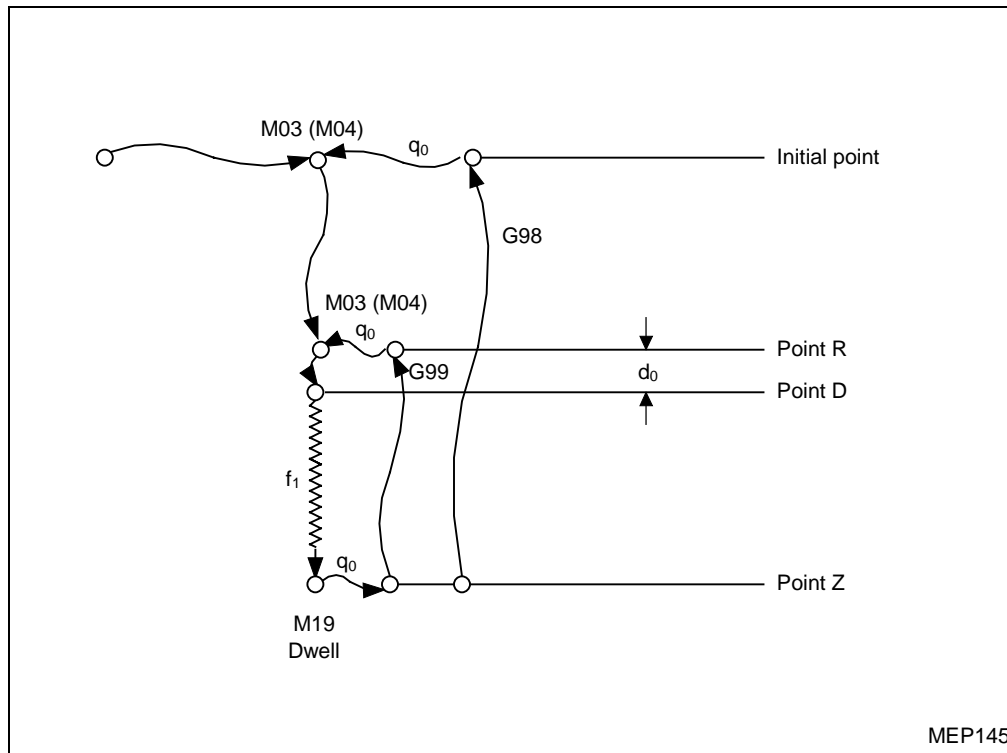 M03 (M04)
q0
Initial point
G98
M03 (M04)
q0
Point R
G99
d0
Point D
f1
q0
Point Z
M19
Dwell
MEP145